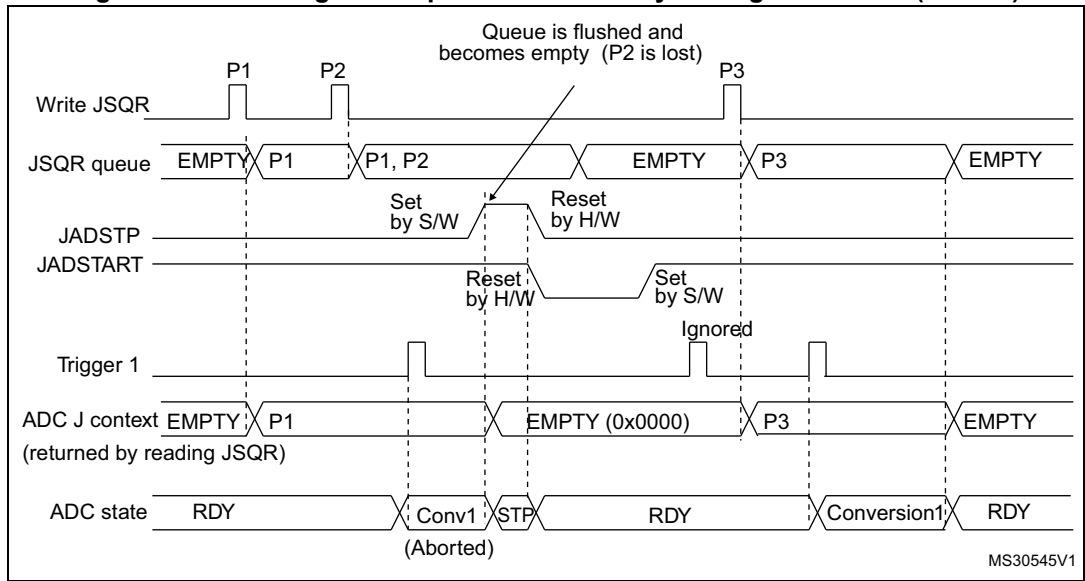 Queue is flushed and
becomes empty (P2 is lost)
P1 P2 P3
Write JSQR
JSQR queue EMPTY P1 P1, P2 EMPTY P3 EMPTY
Set
by S/W
Reset
by H/W
JADSTP
JADSTART
Reset
by H/W
Set
by S/W
Ignored
Trigger 1
ADC J context EMPTY P1 EMPTY (0x0000) P3 EMPTY
(returned by reading JSQR)
ADC state RDY Conv1 STP RDY Conversion1 RDY
(Aborted)
MS30545V1